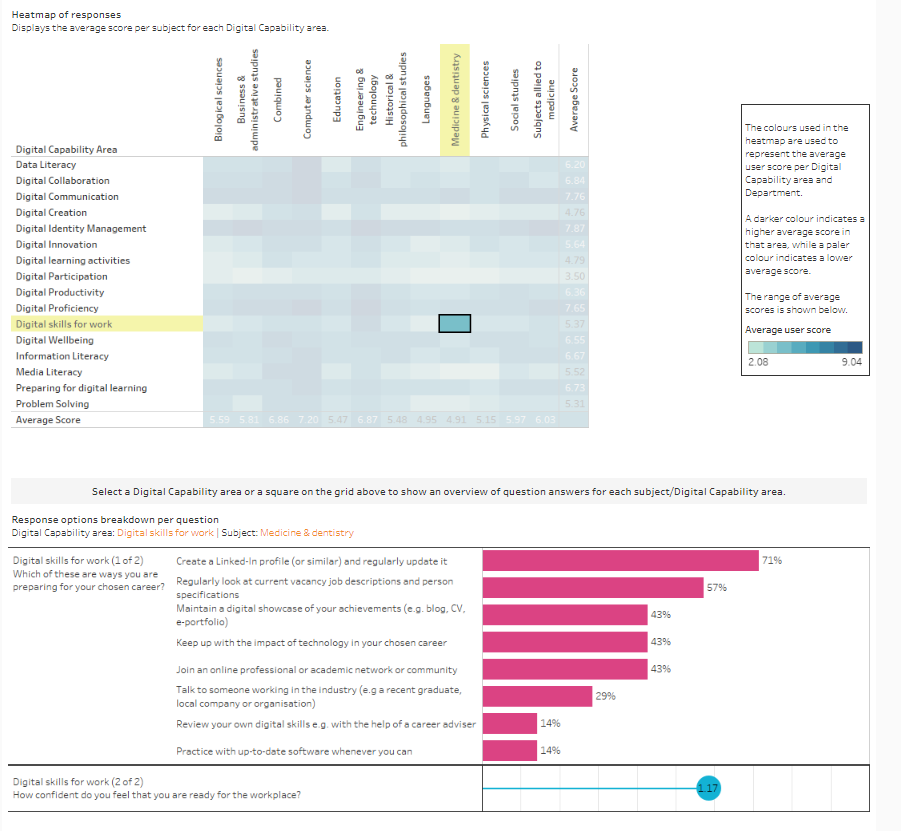 Heatmap of responses
Displays the average score per subject for each Digital Capability area.
Digital Capability Area
Biological sciences
Business &
administrative studies
Combined
Computer science
Education
Engineering &
technology
Historical &
philosophical studies
Languages
Medicine & dentistry
Physical sciences
Social studies
Subjects allied to
medicine
Average Score
Data Literacy 6.20
Digital Collaboration 6.84
Digital Communication 7.76
Digital Creation 4.76
Digital Identity Management 7.87
Digital Innovation 5.64
Digital learning activities 4.79
Digital Participation 3.50
Digital Productivity 6.36
Digital Proficiency 7.65
Digital skills for work 5.37
Digital Wellbeing 6.55
Information Literacy 6.67
Media Literacy 5.52
Preparing for digital learning 6.73
Problem Solving 5.31
Average Score 5.59 5.81 6.86 7.20 5.47 6.87 5.48 4.95 4.91 5.15 5.97 6.03
The colours used in the
heatmap are used to
represent the average
user score per Digital
Capability area and
Department.
A darker colour indicates a
higher average score in
that area, while a paler
colour indicates a lower
average score.
The range of average
scores is shown below.
Average user score
2.08 9.04
Select a Digital Capability area or a square on the grid above to show an overview of question answers for each subject/Digital Capability area.
Response options breakdown per question
Digital Capability area: Digital skills for work | Subject: Medicine & dentistry
Digital skills for work (1 of 2)
Which of these are ways you are
preparing for your chosen career?
Create a Linked-In profile (or similar) and regularly update it 71%
Regularly look at current vacancy job descriptions and person
specifications 57%
Maintain a digital showcase of your achievements (e.g. blog, CV,
e-portfolio) 43%
Keep up with the impact of technology in your chosen career 43%
Join an online professional or academic network or community 43%
Talk to someone working in the industry (e.g a recent graduate,
local company or organisation) 29%
Review your own digital skills e.g. with the help of a career adviser 14%
Practice with up-to-date software whenever you can 14%
Digital skills for work (2 of 2)
How confident do you feel that you are ready for the workplace? 1.17